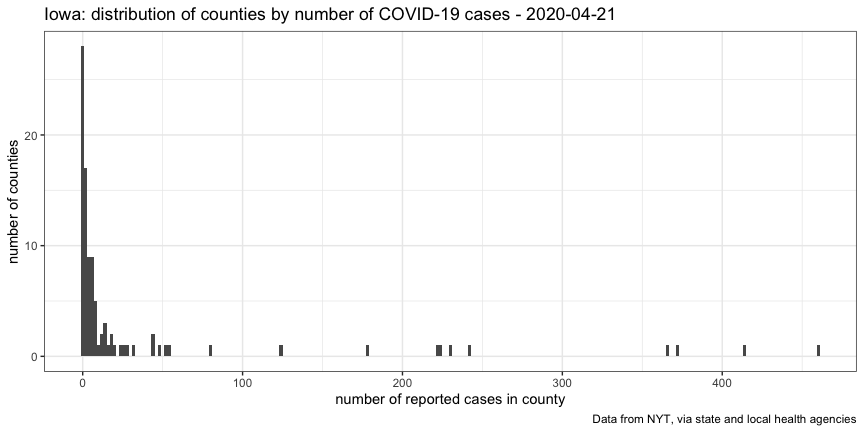 Iowa: distribution of counties by number of COVID-19 cases - 2020-04-21
number of counties
20
10
0
0 100 200 300 400
number of reported cases in county
Data from NYT, via state and local health agencies